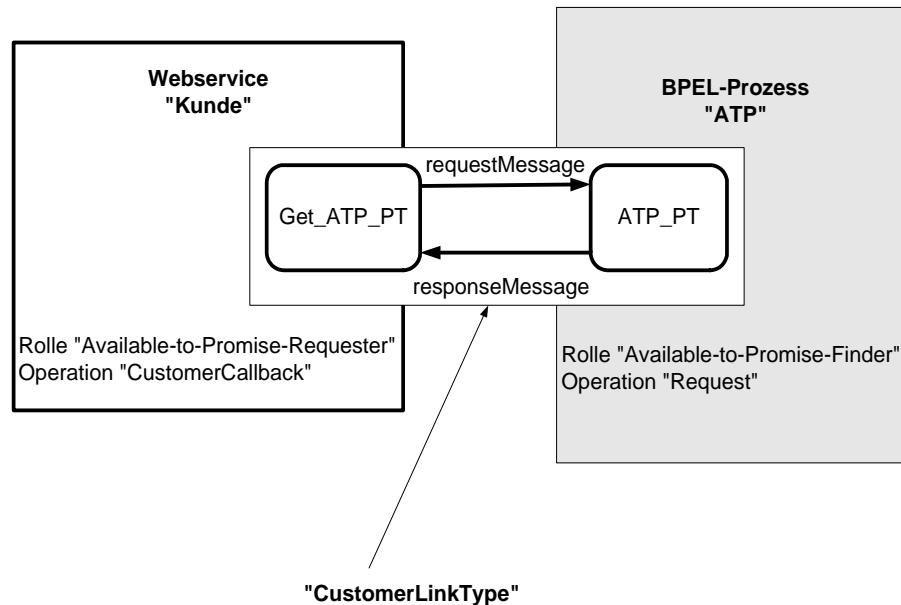 Webservice
"Kunde"
BPEL-Prozess
"ATP"
requestMessage
Get_ATP_PT
ATP_PT
responseMessage
Rolle "Available-to-Promise-Requester"
Operation "CustomerCallback"
Rolle "Available-to-Promise-Finder"
Operation "Request"
"CustomerLinkType"